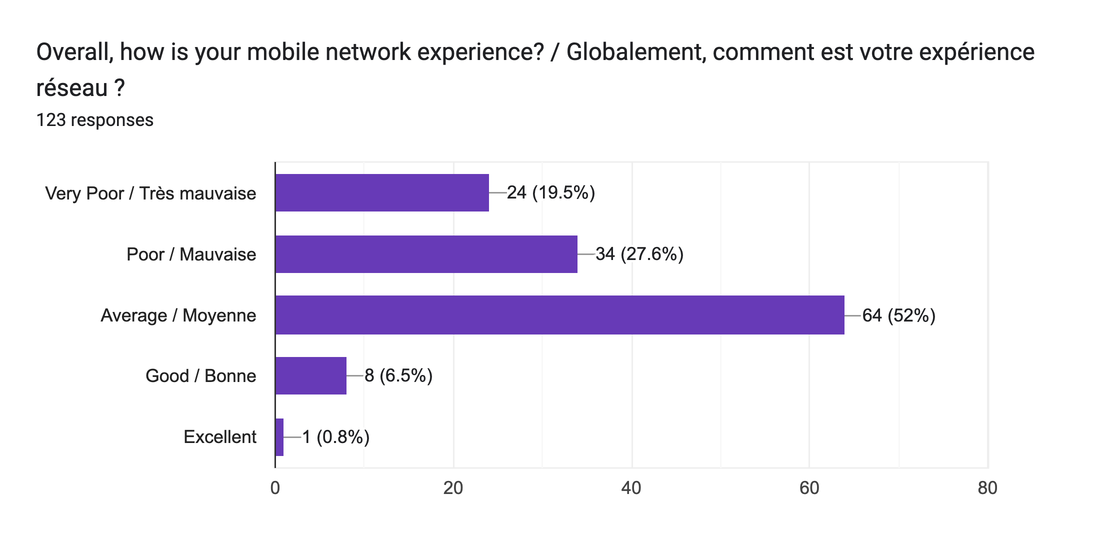 Overall, how is your mobile network experience? / Globalement, comment est votre expérience
réseau ?
123 responses
Very Poor / Très mauvaise
24 (19.5%)
Poor / Mauvaise
34 (27.6%)
Average / Moyenne
64 (52%)
Good / Bonne
8 (6.5%)
Excellent
1 (0.8%)
0
20
40
60
80